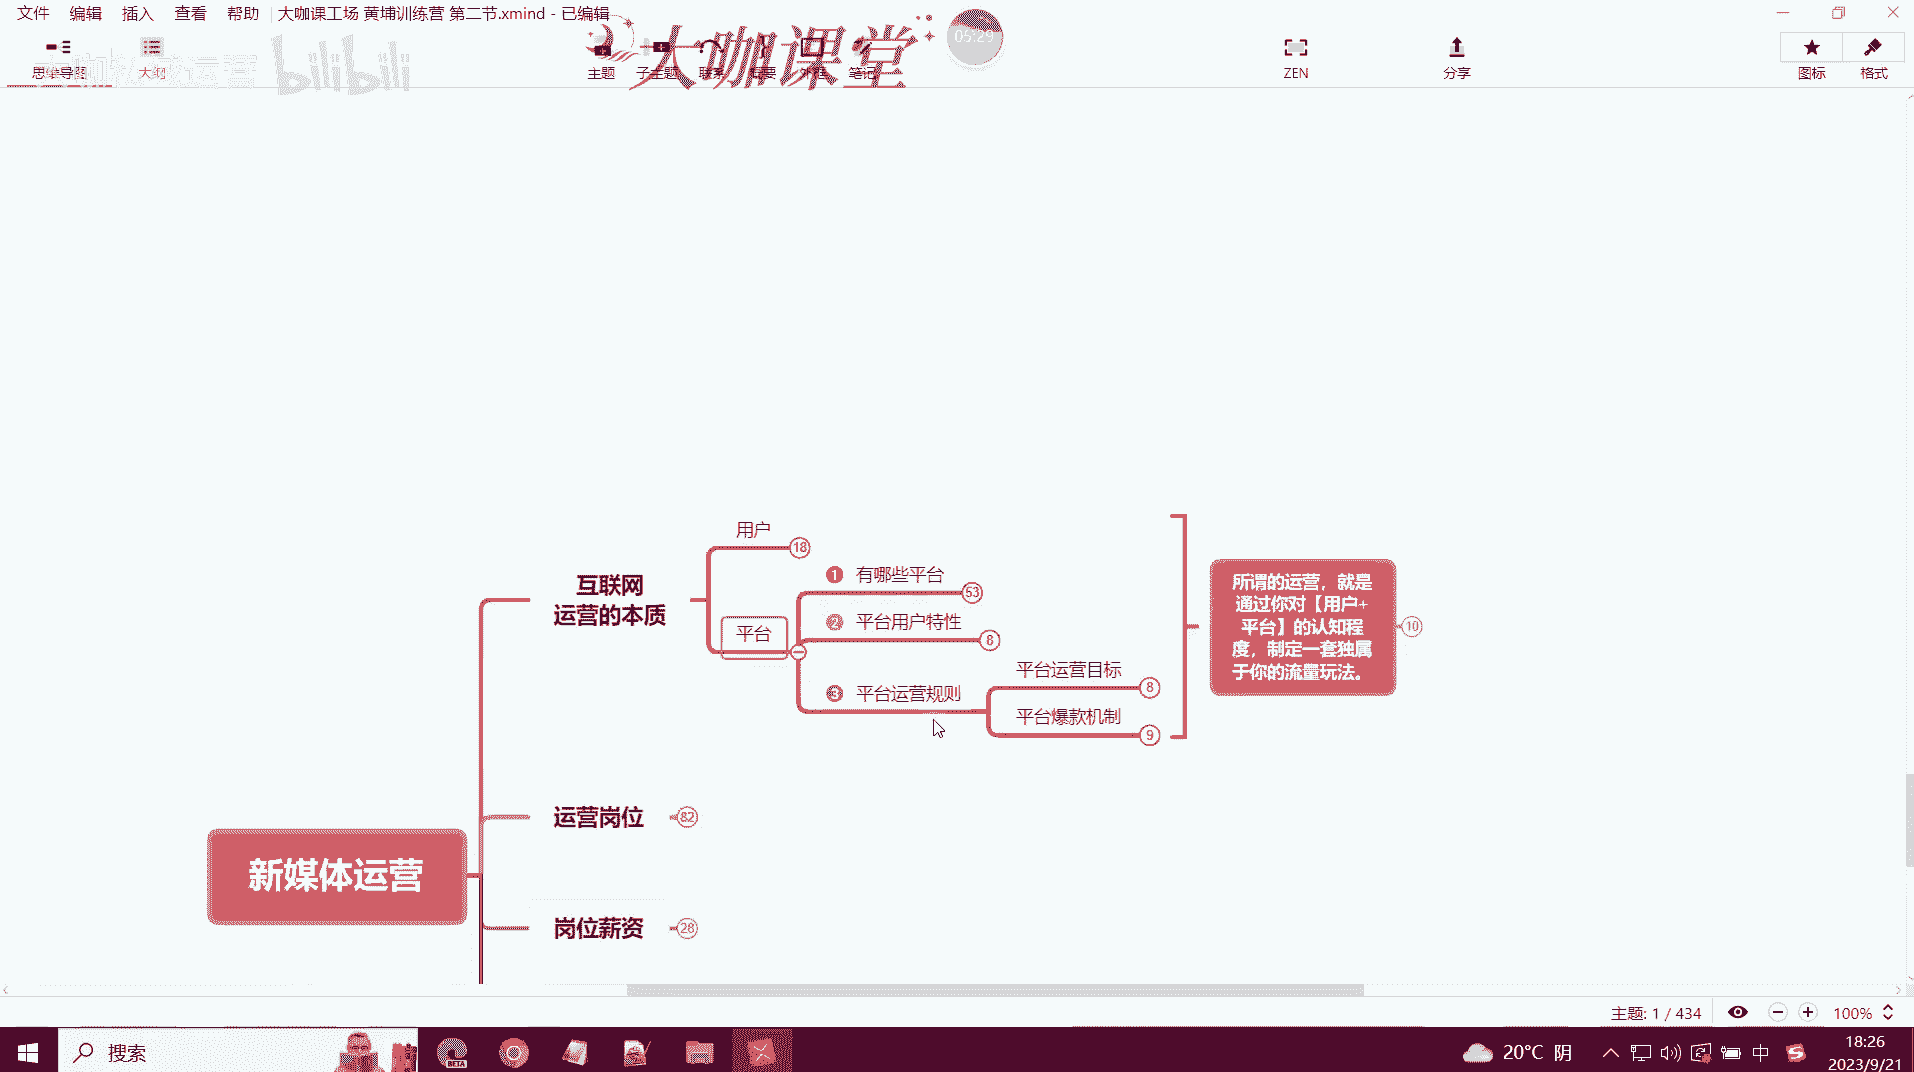 文件 编辑 插入 查看 帮助 大咖课工场 黄埔训练营 第二节.xmind - 已编辑
大咖课堂
bilibili
05:29
思维导图 大纲 主题 子主题 联系 概要 外框 笔记 ZEN 分享 图标 格式
用户 18
1 有哪些平台 53
互联网
运营的本质
平台
2 平台用户特性 8
3 平台运营规则
平台运营目标 8
平台爆款机制 9
所谓的运营，就是
通过你对【用户+
平台】的认知程
度，制定一套独属
于你的流量玩法。
10
运营岗位 82
新媒体运营
岗位薪资 28
主题: 1 / 434 100%
搜索
BETA
20°C 阴
中
18:26
2023/9/21